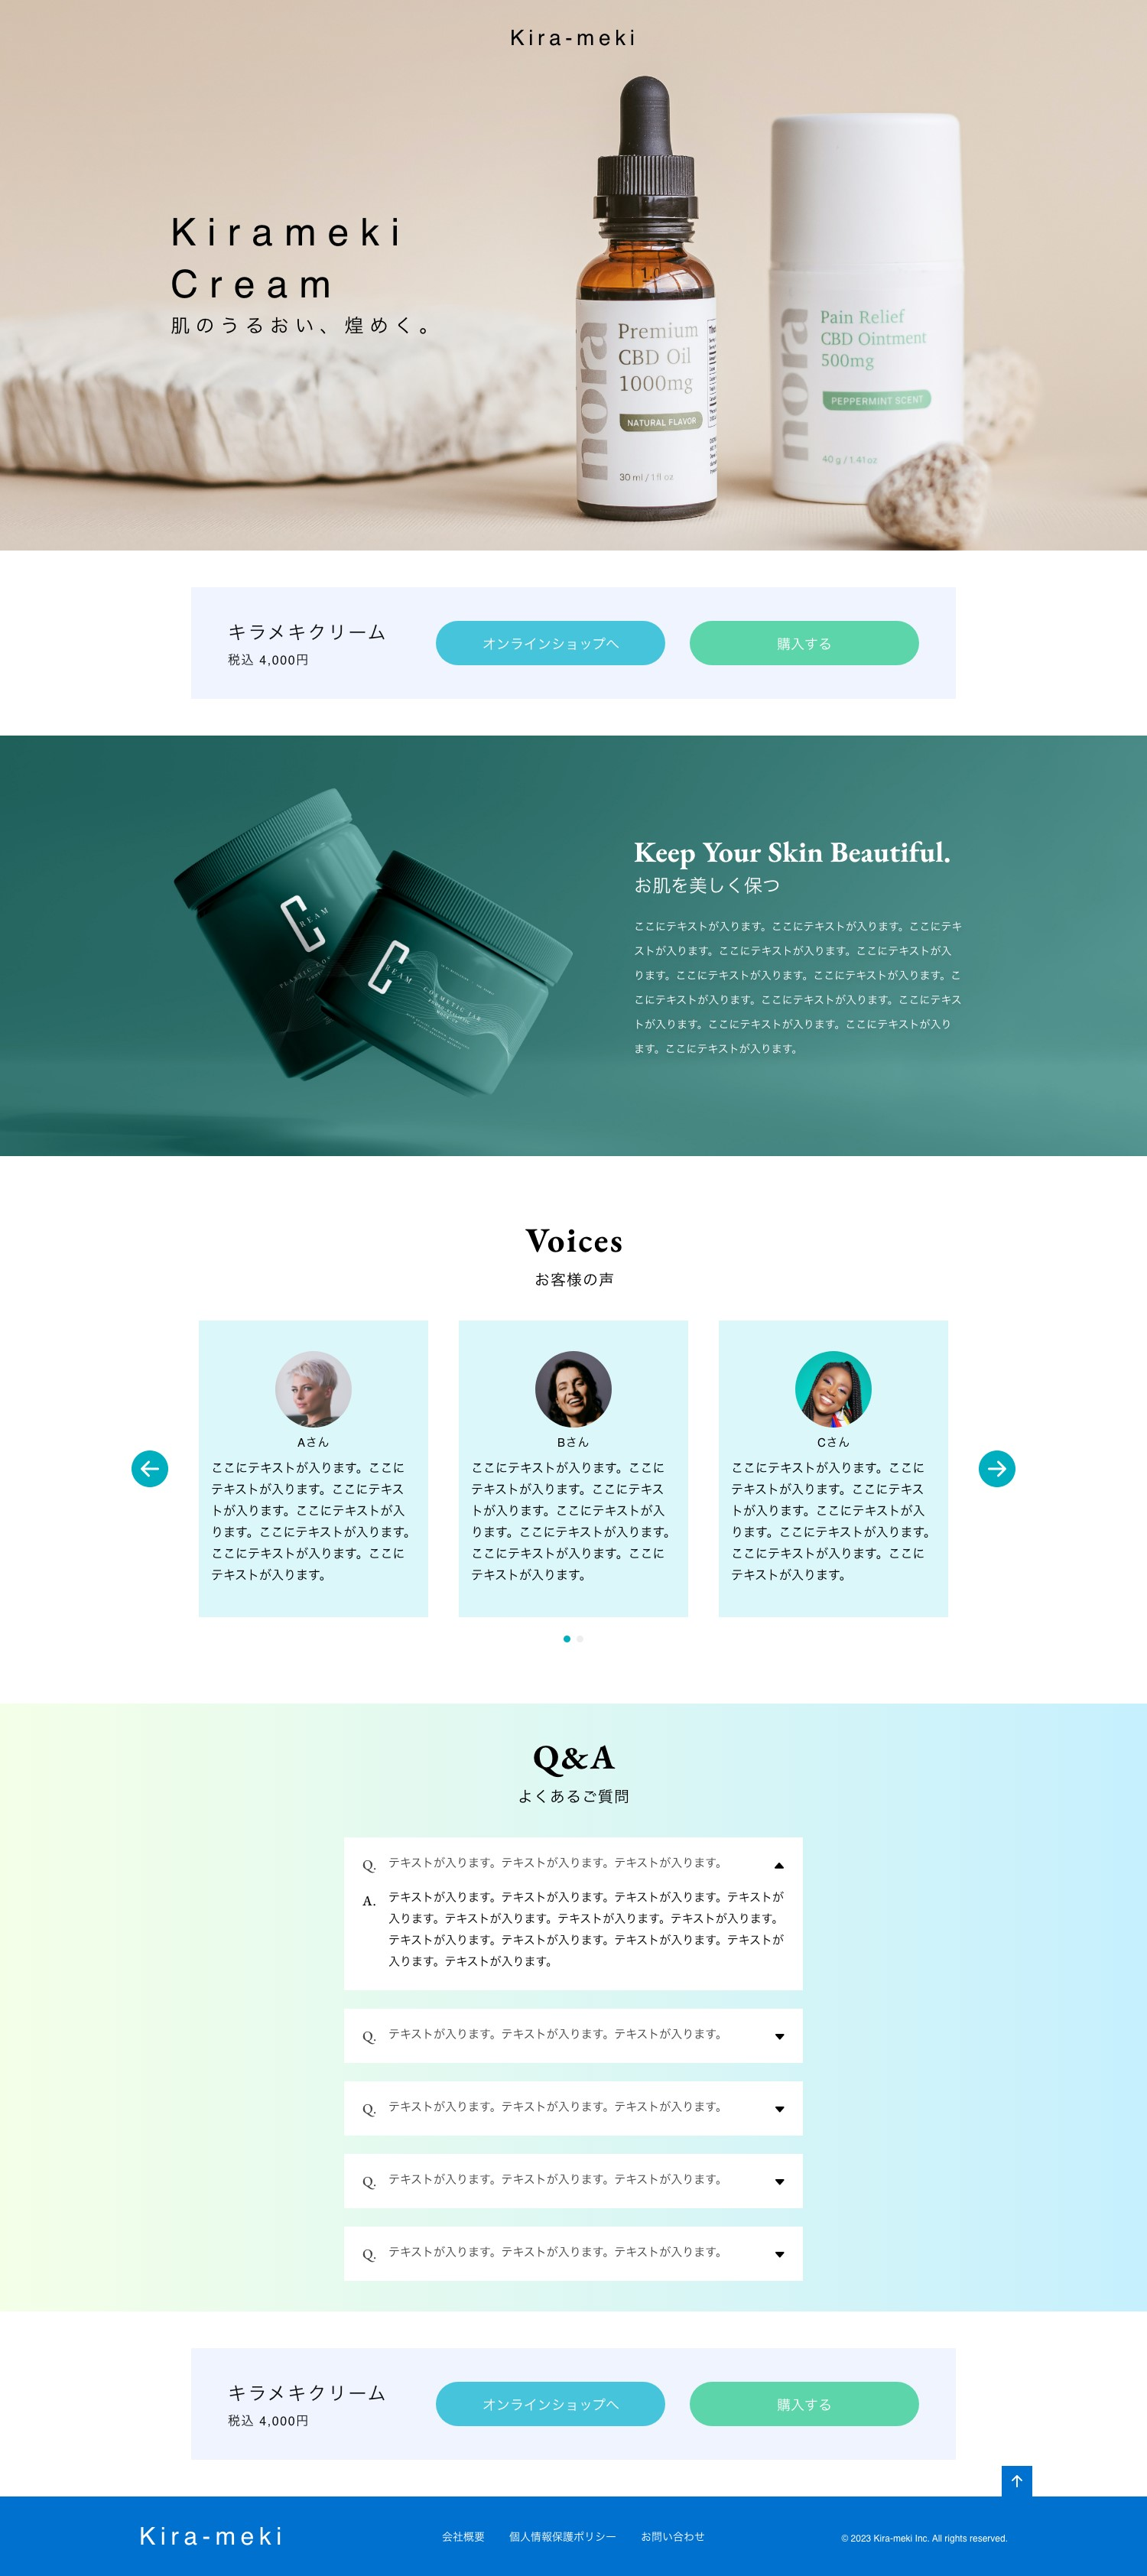 Kira-meki
Kirameki
Cream
肌のうるおい、煌めく。
1.0
nora
Premium
CBD Oil
1000mg
NATURAL FLAVOR
30 ml / 1 fl oz
nora
Pain Relief
CBD Ointment
500mg
PEPPERMINT SCENT
40 g / 1.41 oz
キラメキクリーム
税込 4,000円
オンラインショップへ
購入する
CREAM
CREAM
COSMETIC JAR
Keep Your Skin Beautiful.
お肌を美しく保つ
ここにテキストが入ります。ここにテキストが入ります。ここにテキ
ストが入ります。ここにテキストが入ります。ここにテキストが入
ります。ここにテキストが入ります。ここにテキストが入ります。こ
こにテキストが入ります。ここにテキストが入ります。ここにテキス
トが入ります。ここにテキストが入ります。ここにテキストが入り
ます。ここにテキストが入ります。
Voices
お客様の声
Aさん
ここにテキストが入ります。ここに
テキストが入ります。ここにテキス
トが入ります。ここにテキストが入
ります。ここにテキストが入ります。
ここにテキストが入ります。ここに
テキストが入ります。
Bさん
ここにテキストが入ります。ここに
テキストが入ります。ここにテキス
トが入ります。ここにテキストが入
ります。ここにテキストが入ります。
ここにテキストが入ります。ここに
テキストが入ります。
Cさん
ここにテキストが入ります。ここに
テキストが入ります。ここにテキス
トが入ります。ここにテキストが入
ります。ここにテキストが入ります。
ここにテキストが入ります。ここに
テキストが入ります。
Q&A
よくあるご質問
Q. テキストが入ります。テキストが入ります。テキストが入ります。
A. テキストが入ります。テキストが入ります。テキストが入ります。テキストが
入ります。テキストが入ります。テキストが入ります。テキストが入ります。
テキストが入ります。テキストが入ります。テキストが入ります。テキストが
入ります。テキストが入ります。
Q. テキストが入ります。テキストが入ります。テキストが入ります。
Q. テキストが入ります。テキストが入ります。テキストが入ります。
Q. テキストが入ります。テキストが入ります。テキストが入ります。
Q. テキストが入ります。テキストが入ります。テキストが入ります。
キラメキクリーム
税込 4,000円
オンラインショップへ
購入する
Kira-meki
会社概要
個人情報保護ポリシー
お問い合わせ
© 2023 Kira-meki Inc. All rights reserved.